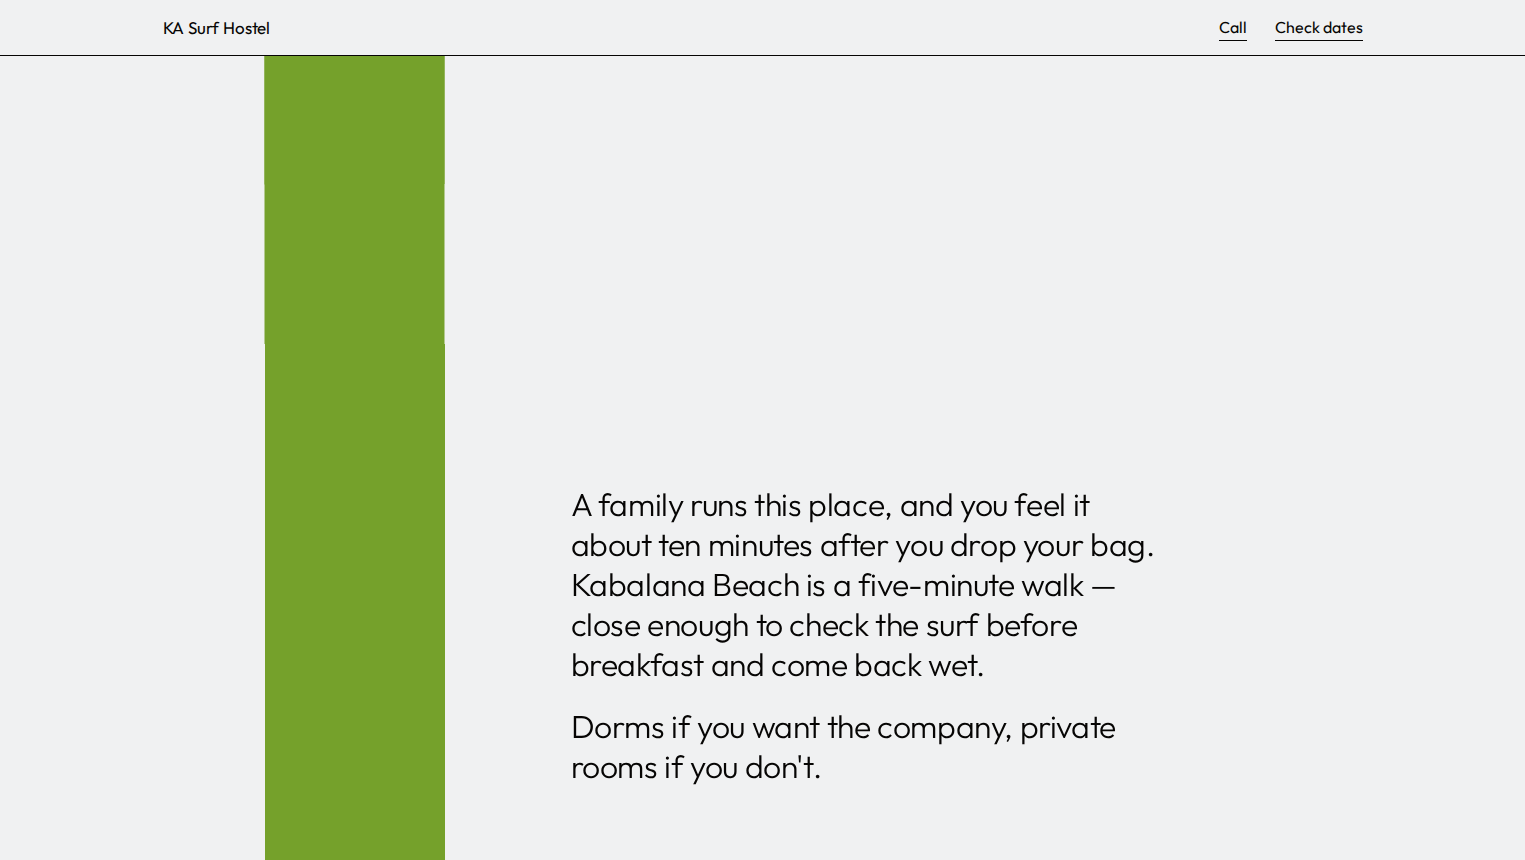 KA Surf Hostel
Call
Check dates
A family runs this place, and you feel it
about ten minutes after you drop your bag.
Kabalana Beach is a five-minute walk —
close enough to check the surf before
breakfast and come back wet.
Dorms if you want the company, private
rooms if you don't.